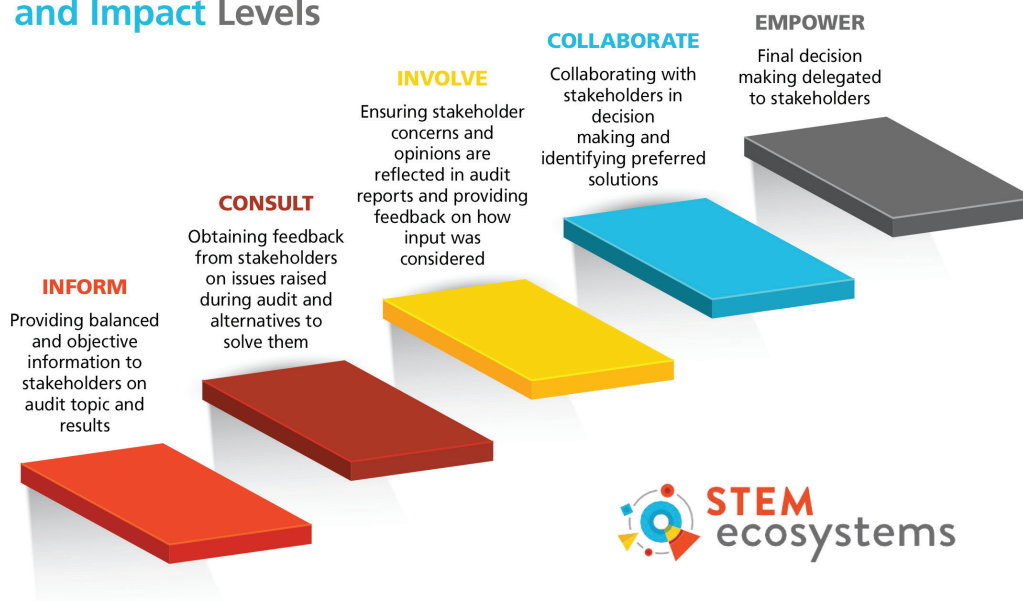 and Impact Levels
INFORM
Providing balanced
and objective
information to
stakeholders on
audit topic and
results
CONSULT
Obtaining feedback
from stakeholders
on issues raised
during audit and
alternatives to
solve them
INVOLVE
Ensuring stakeholder
concerns and
opinions are
reflected in audit
reports and providing
feedback on how
input was
considered
COLLABORATE
Collaborating with
stakeholders in
decision
making and
identifying preferred
solutions
EMPOWER
Final decision
making delegated
to stakeholders
STEM
ecosystems